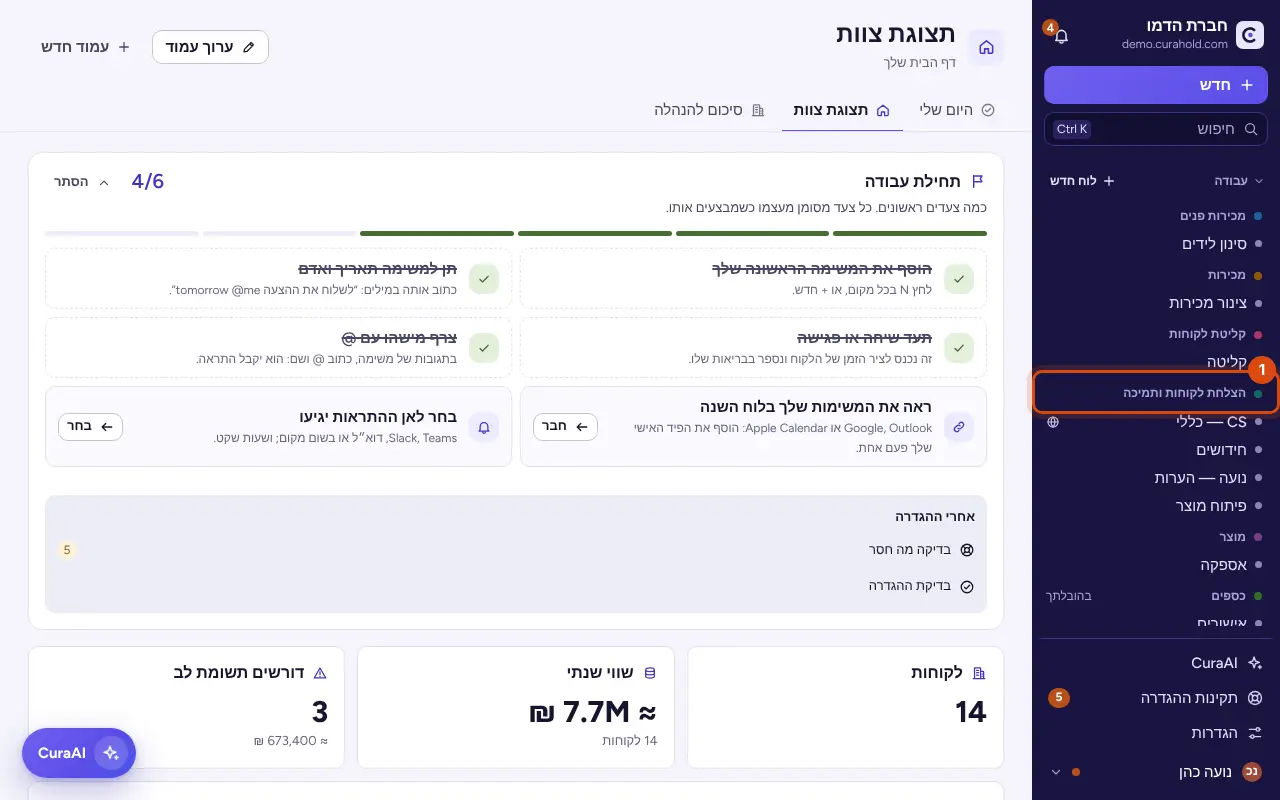 חברת הדמו
demo.curahold.com
4
חדש
חיפוש
Ctrl K
עבודה
לוח חדש
מכירות פנים
סינון לידים
מכירות
צינור מכירות
קליטת לקוחות
קליטה
1
הצלחת לקוחות ותמיכה
CS — כללי
חידושים
נועה — הערות
פיתוח מוצר
מוצר
אספקה
כספים
בהובלתך
אישורים
CuraAI
תקינות ההגדרה
5
הגדרות
נועה כהן
נכ
תצוגת צוות
דף הבית שלך
ערוך עמוד
+ עמוד חדש
היום שלי
תצוגת צוות
סיכום להנהלה
תחילת עבודה
4/6
הסתר
כמה צעדים ראשונים. כל צעד מסומן מעצמו כשמבצעים אותו.
הוסף את המשימה הראשונה שלך
לחץ N בכל מקום, או + חדש.
תן למשימה תאריך ואדם
כתוב אותה במילים: "לשלוח את ההצעה tomorrow @me".
תעד שיחה או פגישה
זה נכנס לציר הזמן של הלקוח ונספר בבריאות שלו.
צרף מישהו עם @
בתגובות של משימה, כתוב @ ושם: הוא יקבל התראה.
ראה את המשימות שלך בלוח השנה
Google, Outlook או Apple Calendar: הוסף את הפיד האישי
שלך פעם אחת.
חבר
בחר לאן ההתראות יגיעו
Slack, Teams, דוא״ל או בשום מקום; ושעות שקט.
בחר
אחרי ההגדרה
בדיקה מה חסר
5
בדיקת ההגדרה
לקוחות
14
שווי שנתי
≈ 7.7M ₪
14 לקוחות
דורשים תשומת לב
3
≈ 673,400 ₪
CuraAI